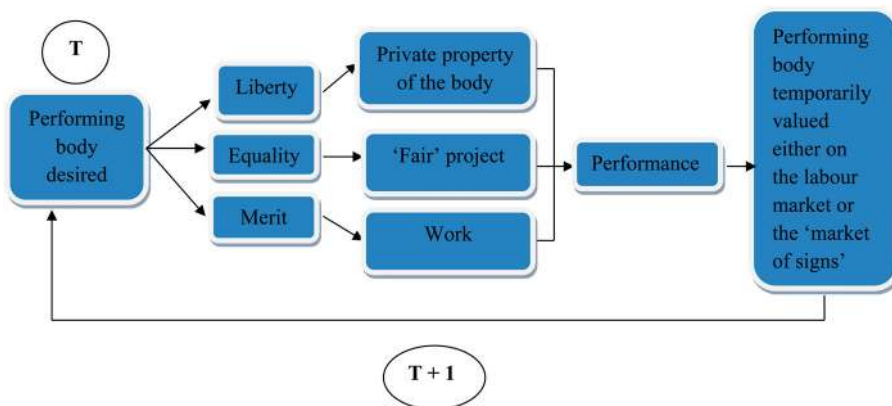 T
Performing
body
desired
Liberty
Equality
Merit
Private property
of the body
‘Fair’ project
Work
Performance
Performing
body
temporarily
valued
either on
the labour
market or
the ‘market
of signs’
T + 1